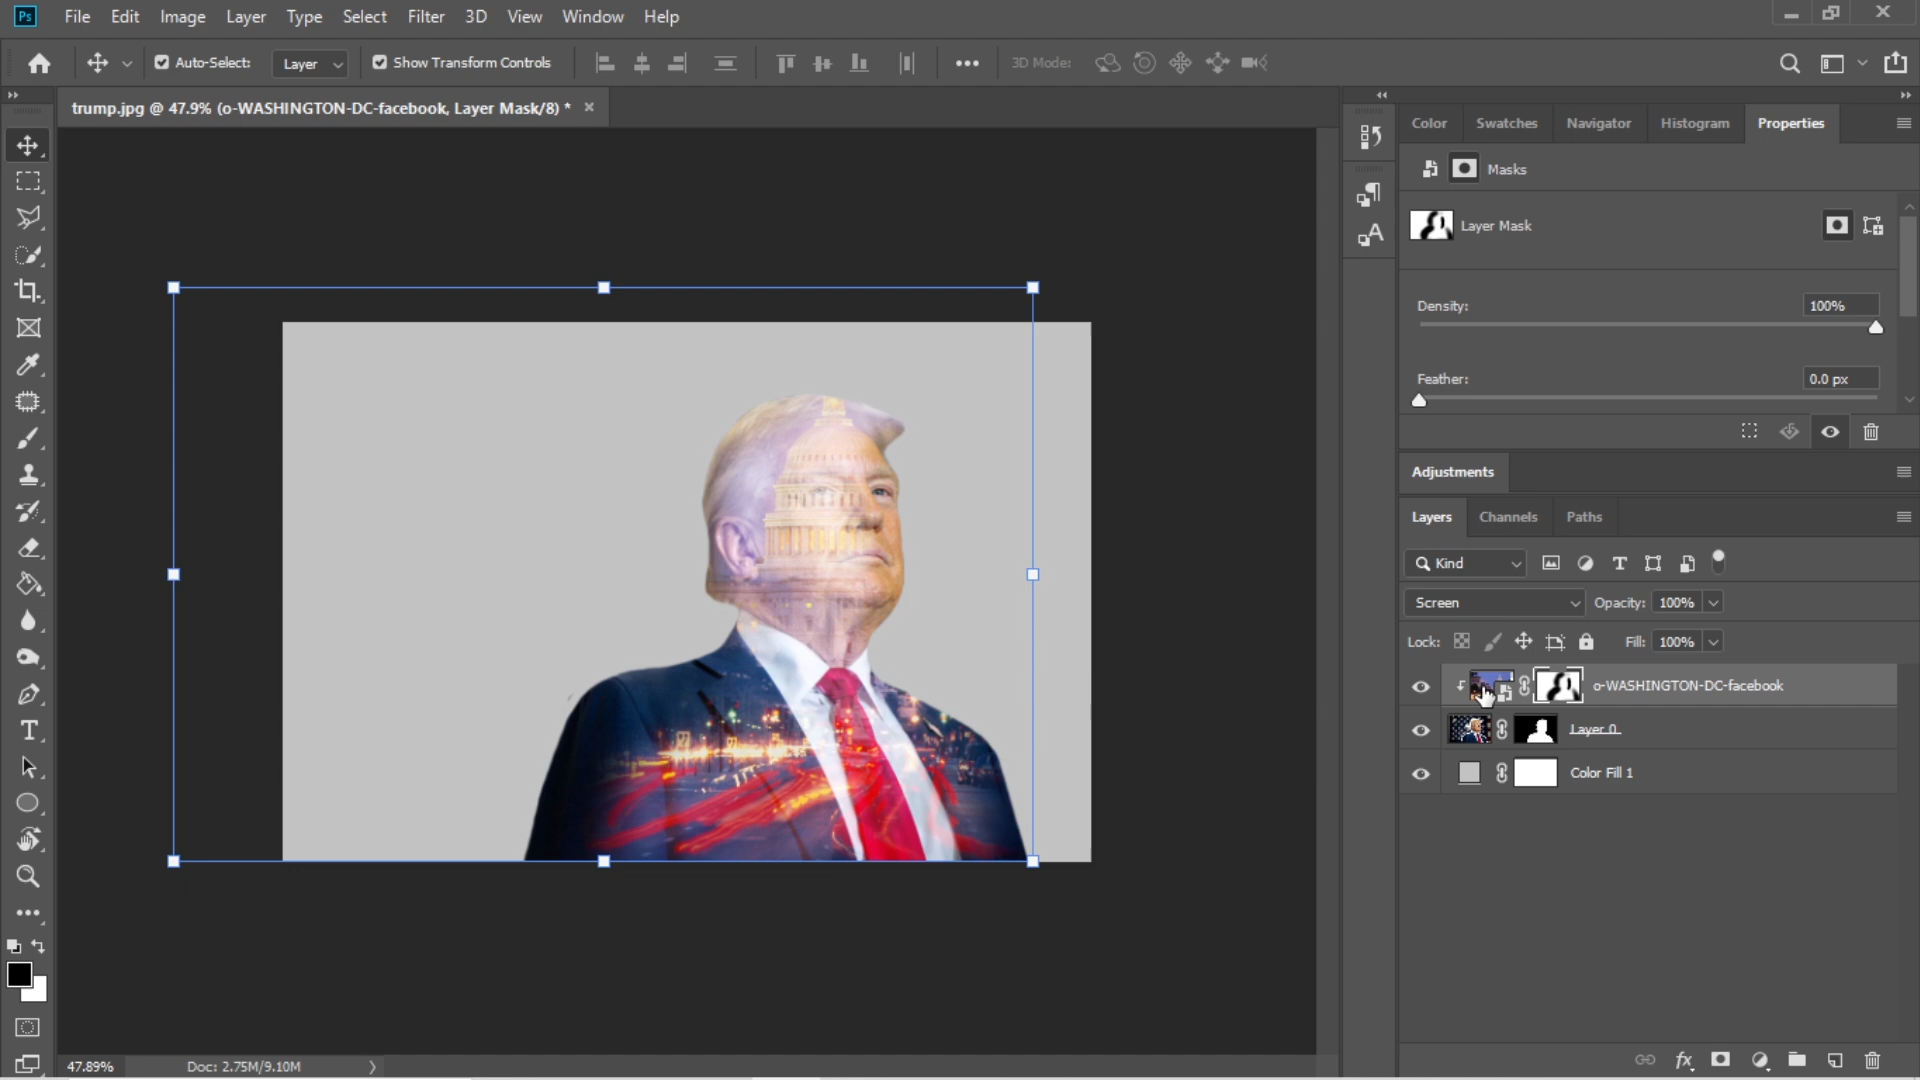 Ps File Edit Image Layer Type Select Filter 3D View Window Help
Auto-Select: Layer Show Transform Controls 3D Mode:
trump.jpg @ 47.9% (o-WASHINGTON-DC-facebook, Layer Mask/8) *
Color Swatches Navigator Histogram Properties
Masks
Layer Mask
Density: 100%
Feather: 0.0 px
Adjustments
Layers Channels Paths
Kind
Screen Opacity: 100%
Lock: Fill: 100%
o-WASHINGTON-DC-facebook
Layer 0
Color Fill 1
47.89% Doc: 2.75M/9.10M